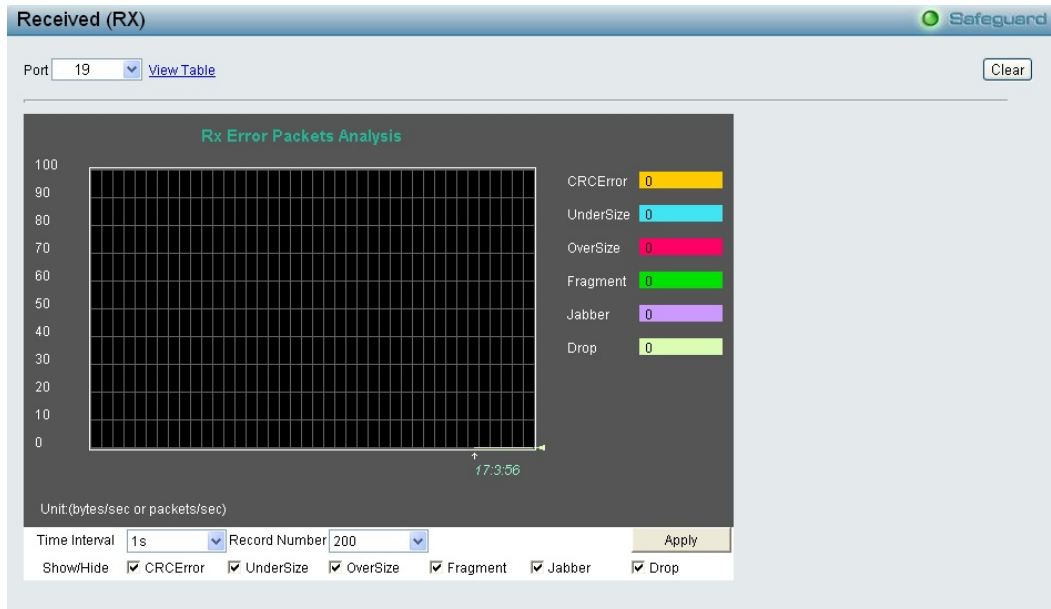 Received (RX)
Safeguard
Port 19 View Table
Clear
Rx Error Packets Analysis
100
90
80
70
60
50
40
30
20
10
0
CRCError 0
UnderSize 0
OverSize 0
Fragment 0
Jabber 0
Drop 0
17:3:56
Unit:(bytes/sec or packets/sec)
Time Interval 1s Record Number 200 Apply
Show/Hide CRCError UnderSize OverSize Fragment Jabber Drop